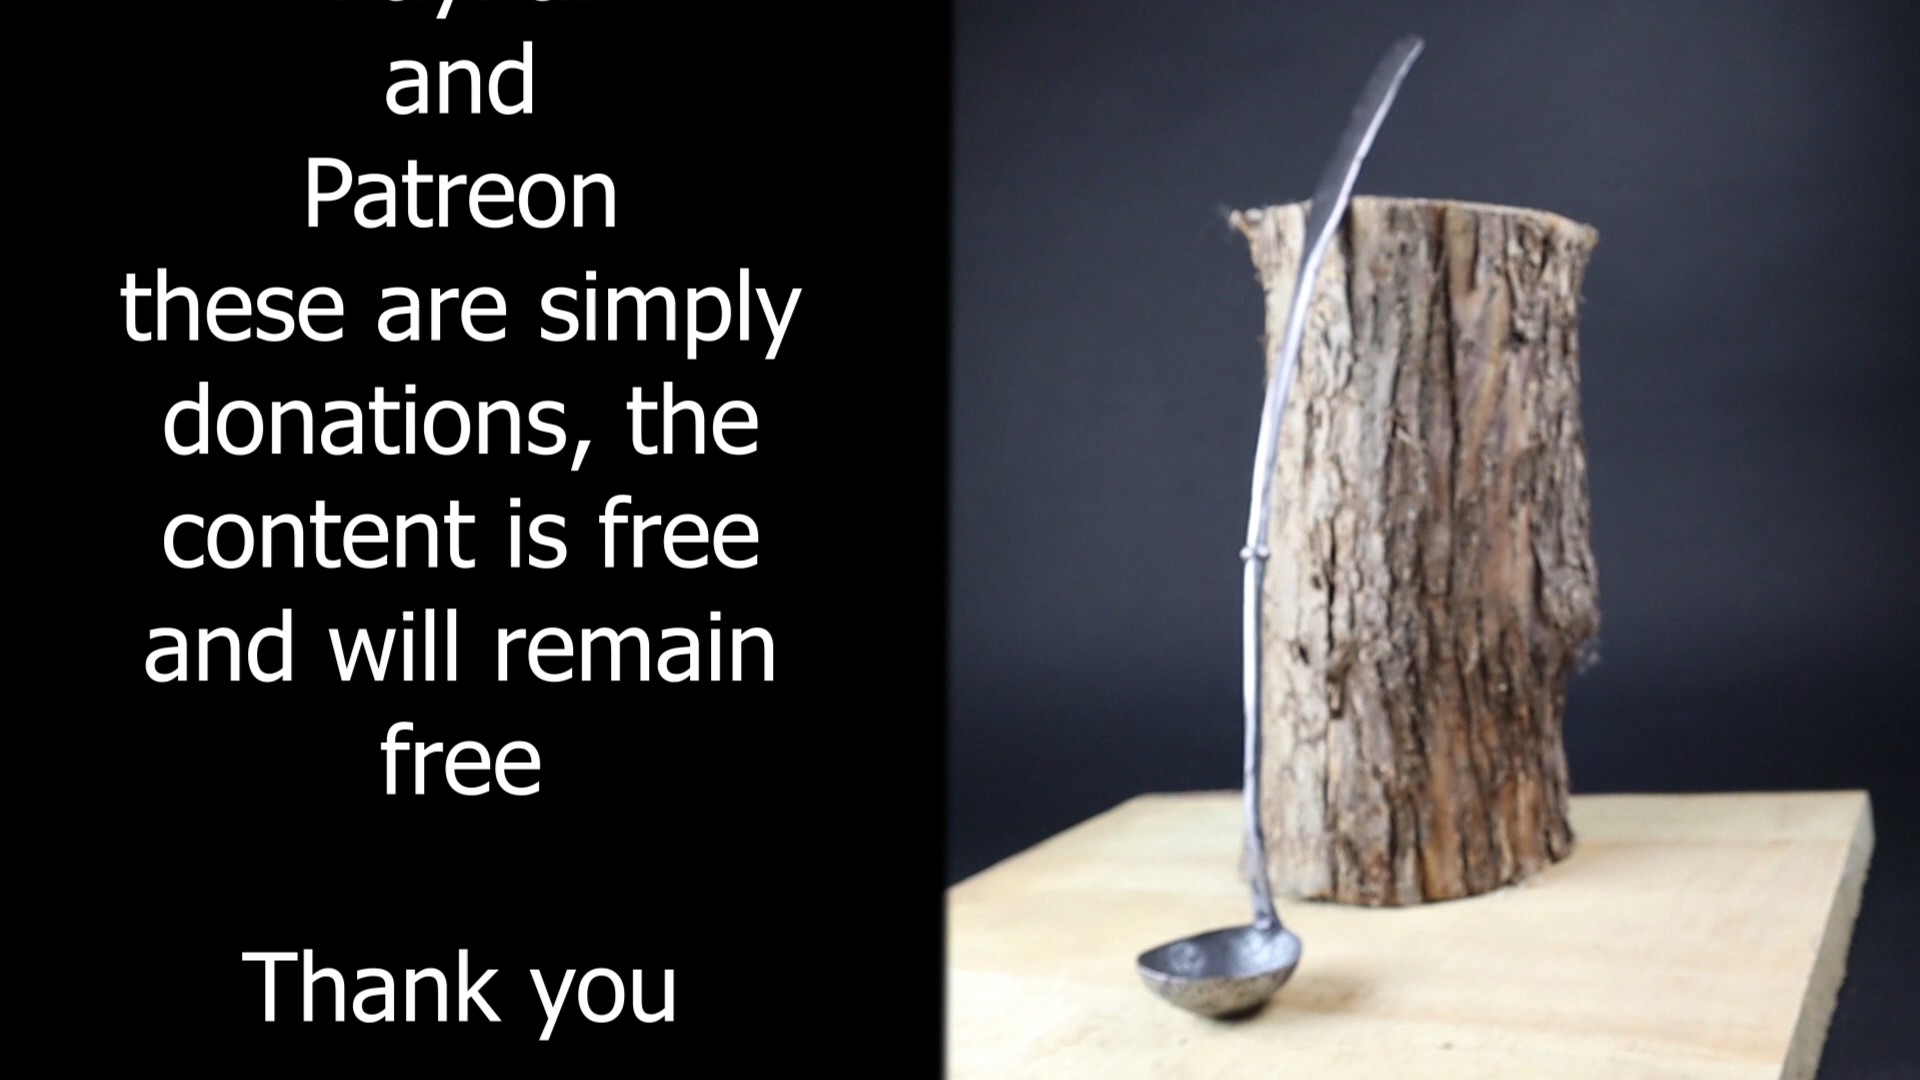 and
Patreon
these are simply
donations, the
content is free
and will remain
free
Thank you